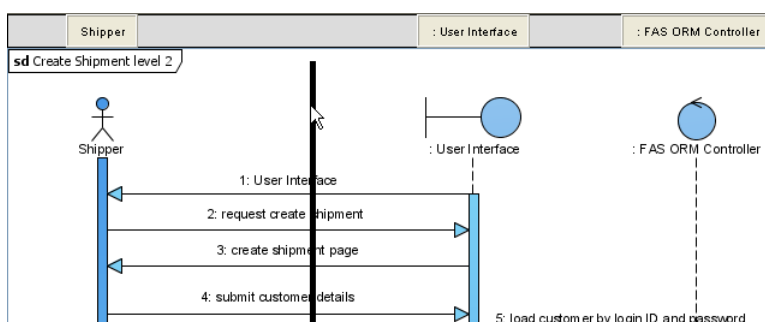 Shipper : User Interface : FAS ORM Controller
sd Create Shipment level 2
Shipper : User Interface : FAS ORM Controller
1: User Interface
2: request create shipment
3: create shipment page
4: submit customer details
5: load customer by login ID and password